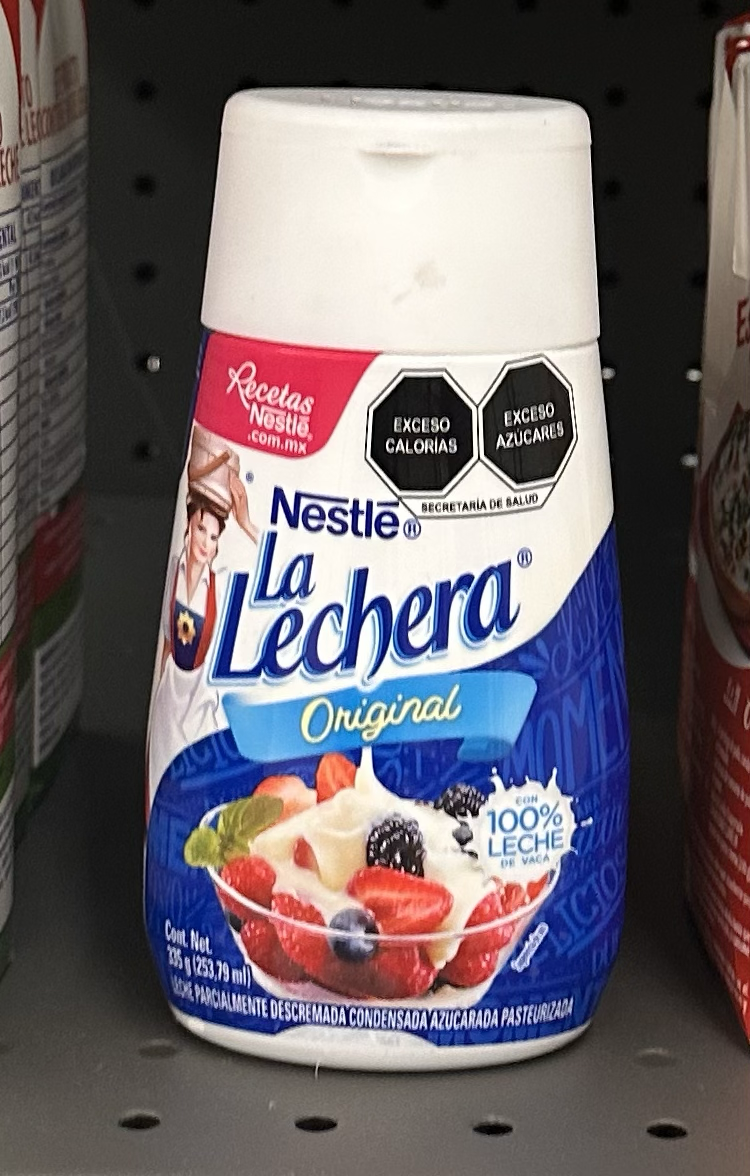 Recetas
Nestlé®
.com.mx
EXCESO
CALORÍAS
EXCESO
AZÚCARES
SECRETARÍA DE SALUD
Nestlé®
La
Lechera®
Original
CON
100%
LECHE
DE VACA
Cont. Net.
335 g (253,79 ml)
LECHE PARCIALMENTE DESCREMADA CONDENSADA AZUCARADA PASTEURIZADA